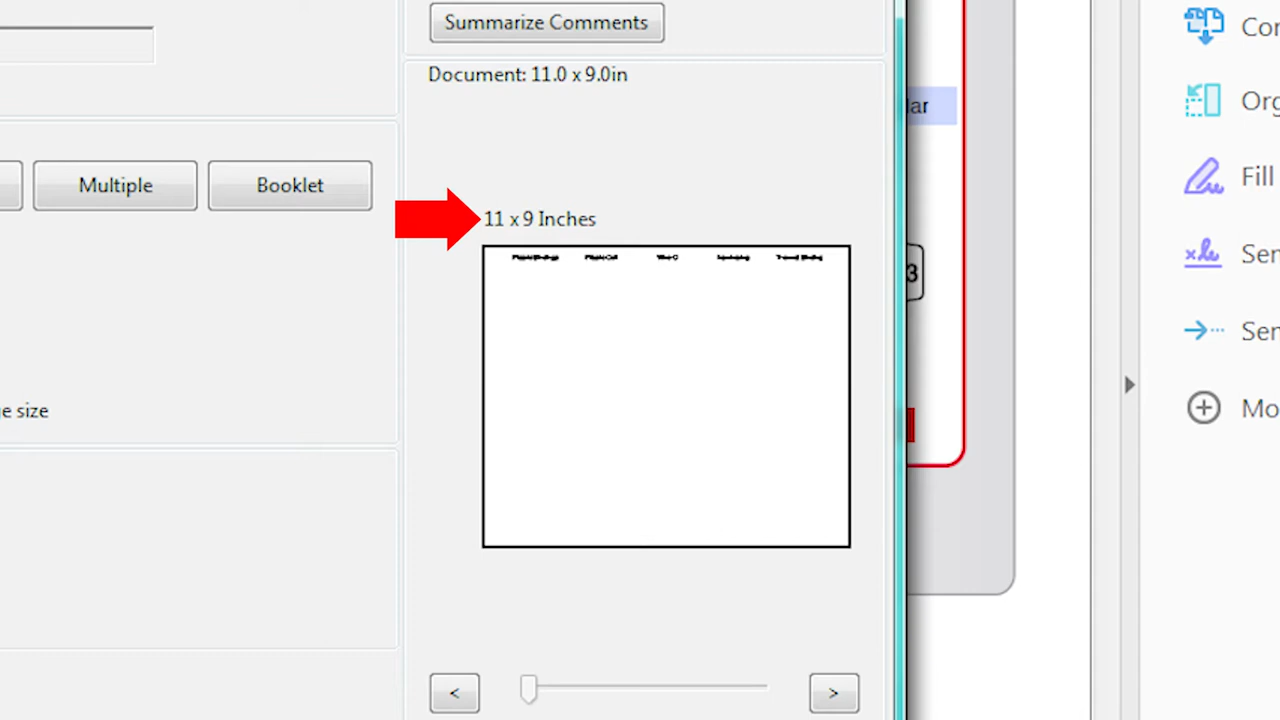 Summarize Comments
Document: 11.0 x 9.0in
Multiple
Booklet
11 x 9 Inches
e size
<
>
lar
3
Cor
Org
Fill
Sen
Sen
Mo